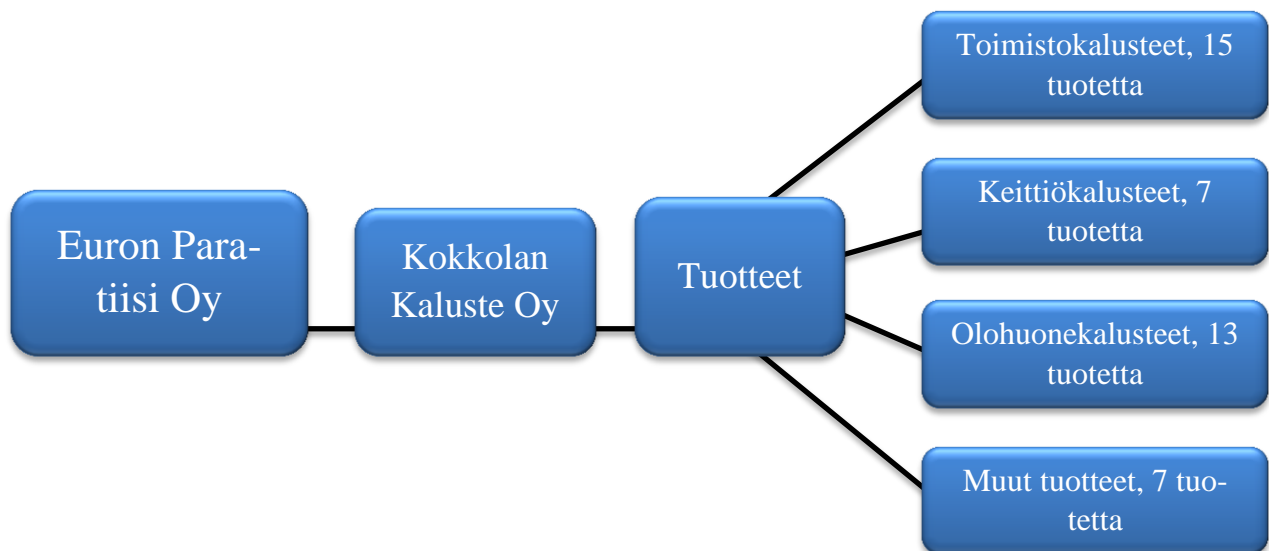 Euron Para-
tiisi Oy
Kokkolan
Kaluste Oy
Tuotteet
Toimistokalusteet, 15
tuotetta
Keittiökalusteet, 7
tuotetta
Olohuonekalusteet, 13
tuotetta
Muut tuotteet, 7 tuo-
tetta